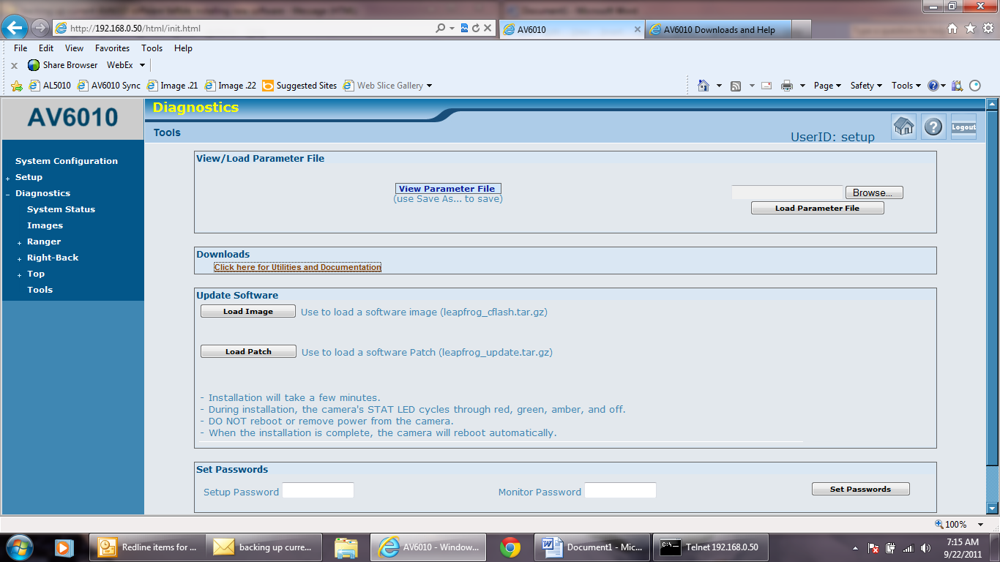 http://192.168.0.50/html/init.html
AV6010
AV6010 Downloads and Help
File Edit View Favorites Tools Help
x Share Browser WebEx
AL5010 AV6010 Sync Image .21 Image .22 Suggested Sites Web Slice Gallery
Page Safety Tools
AV6010
Diagnostics
Tools
UserID: setup
Logout
System Configuration
+ Setup
- Diagnostics
System Status
Images
+ Ranger
+ Right-Back
+ Top
Tools
View/Load Parameter File
View Parameter File
(use Save As... to save)
Browse...
Load Parameter File
Downloads
Click here for Utilities and Documentation
Update Software
Load Image Use to load a software image (leapfrog_cflash.tar.gz)
Load Patch Use to load a software Patch (leapfrog_update.tar.gz)
- Installation will take a few minutes.
- During installation, the camera's STAT LED cycles through red, green, amber, and off.
- DO NOT reboot or remove power from the camera.
- When the installation is complete, the camera will reboot automatically.
Set Passwords
Setup Password
Monitor Password
Set Passwords
100%
Redline items for ...
backing up curre...
AV6010 - Window...
Document1 - Mic...
Telnet 192.168.0.50
7:15 AM
9/22/2011